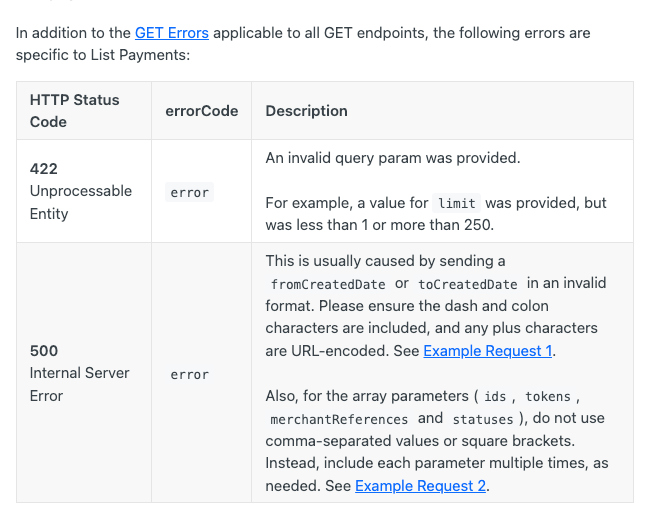 In addition to the GET Errors applicable to all GET endpoints, the following errors are
specific to List Payments:
HTTP Status
Code
errorCode
Description
422
Unprocessable
Entity
error
An invalid query param was provided.
For example, a value for limit was provided, but
was less than 1 or more than 250.
500
Internal Server
Error
error
This is usually caused by sending a
fromCreatedDate or toCreatedDate in an invalid
format. Please ensure the dash and colon
characters are included, and any plus characters
are URL-encoded. See Example Request 1.
Also, for the array parameters ( ids , tokens ,
merchantReferences and statuses ), do not use
comma-separated values or square brackets.
Instead, include each parameter multiple times, as
needed. See Example Request 2.